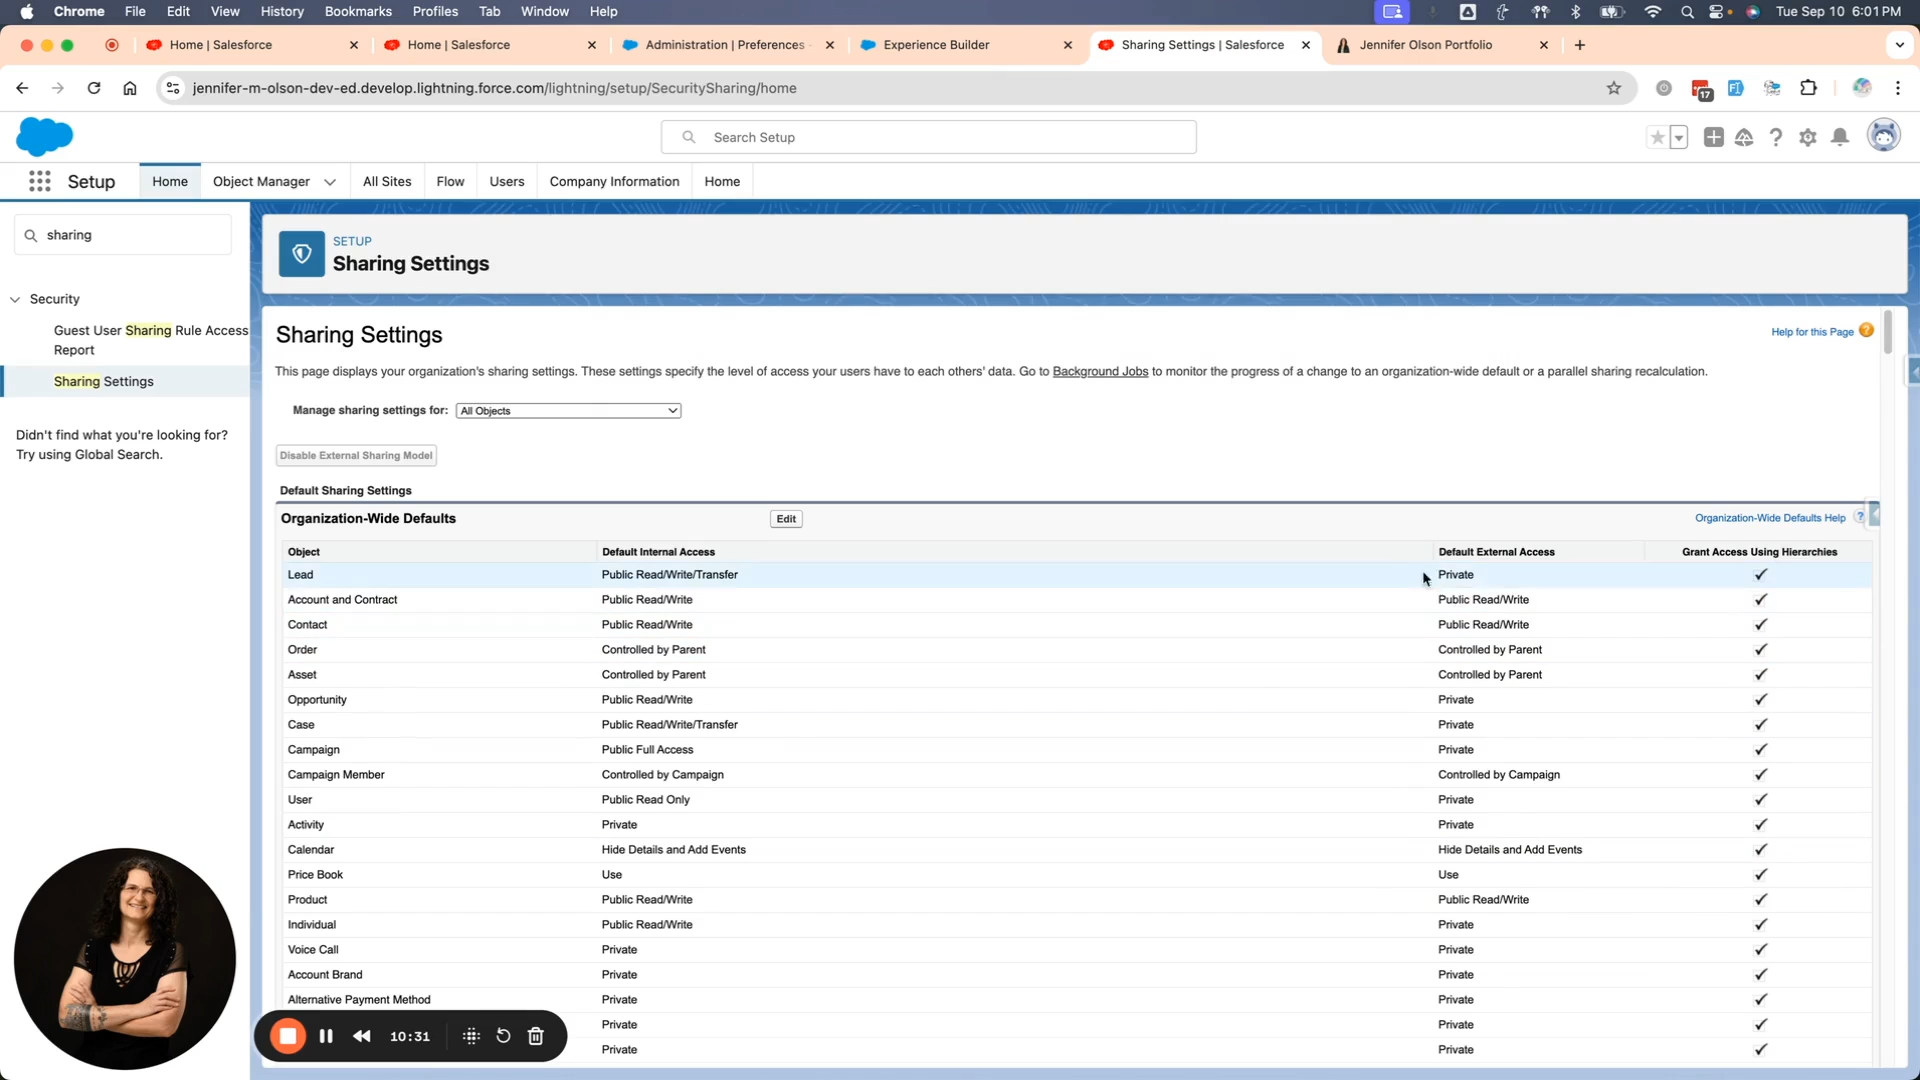 Chrome File Edit View History Bookmarks Profiles Tab Window Help Tue Sep 10 6:01 PM
Home | Salesforce
Home | Salesforce
Administration | Preferences
Experience Builder
Sharing Settings | Salesforce
Jennifer Olson Portfolio
jennifer-m-olson-dev-ed.develop.lightning.force.com/lightning/setup/SecuritySharing/home
17
Search Setup
Setup Home Object Manager All Sites Flow Users Company Information Home
sharing
Security
Guest User Sharing Rule Access
Report
Sharing Settings
Didn't find what you're looking for?
Try using Global Search.
SETUP
Sharing Settings
Sharing Settings
Help for this Page
This page displays your organization's sharing settings. These settings specify the level of access your users have to each others' data. Go to Background Jobs to monitor the progress of a change to an organization-wide default or a parallel sharing recalculation.
Manage sharing settings for: All Objects
Disable External Sharing Model
Default Sharing Settings
Organization-Wide Defaults Edit Organization-Wide Defaults Help ?
Object Default Internal Access Default External Access Grant Access Using Hierarchies
Lead Public Read/Write/Transfer Private ✓
Account and Contract Public Read/Write Public Read/Write ✓
Contact Public Read/Write Public Read/Write ✓
Order Controlled by Parent Controlled by Parent ✓
Asset Controlled by Parent Controlled by Parent ✓
Opportunity Public Read/Write Private ✓
Case Public Read/Write/Transfer Private ✓
Campaign Public Full Access Private ✓
Campaign Member Controlled by Campaign Controlled by Campaign ✓
User Public Read Only Private ✓
Activity Private Private ✓
Calendar Hide Details and Add Events Hide Details and Add Events ✓
Price Book Use Use ✓
Product Public Read/Write Public Read/Write ✓
Individual Public Read/Write Private ✓
Voice Call Private Private ✓
Account Brand Private Private ✓
Alternative Payment Method Private Private ✓
Private Private ✓
Private Private ✓
10:31